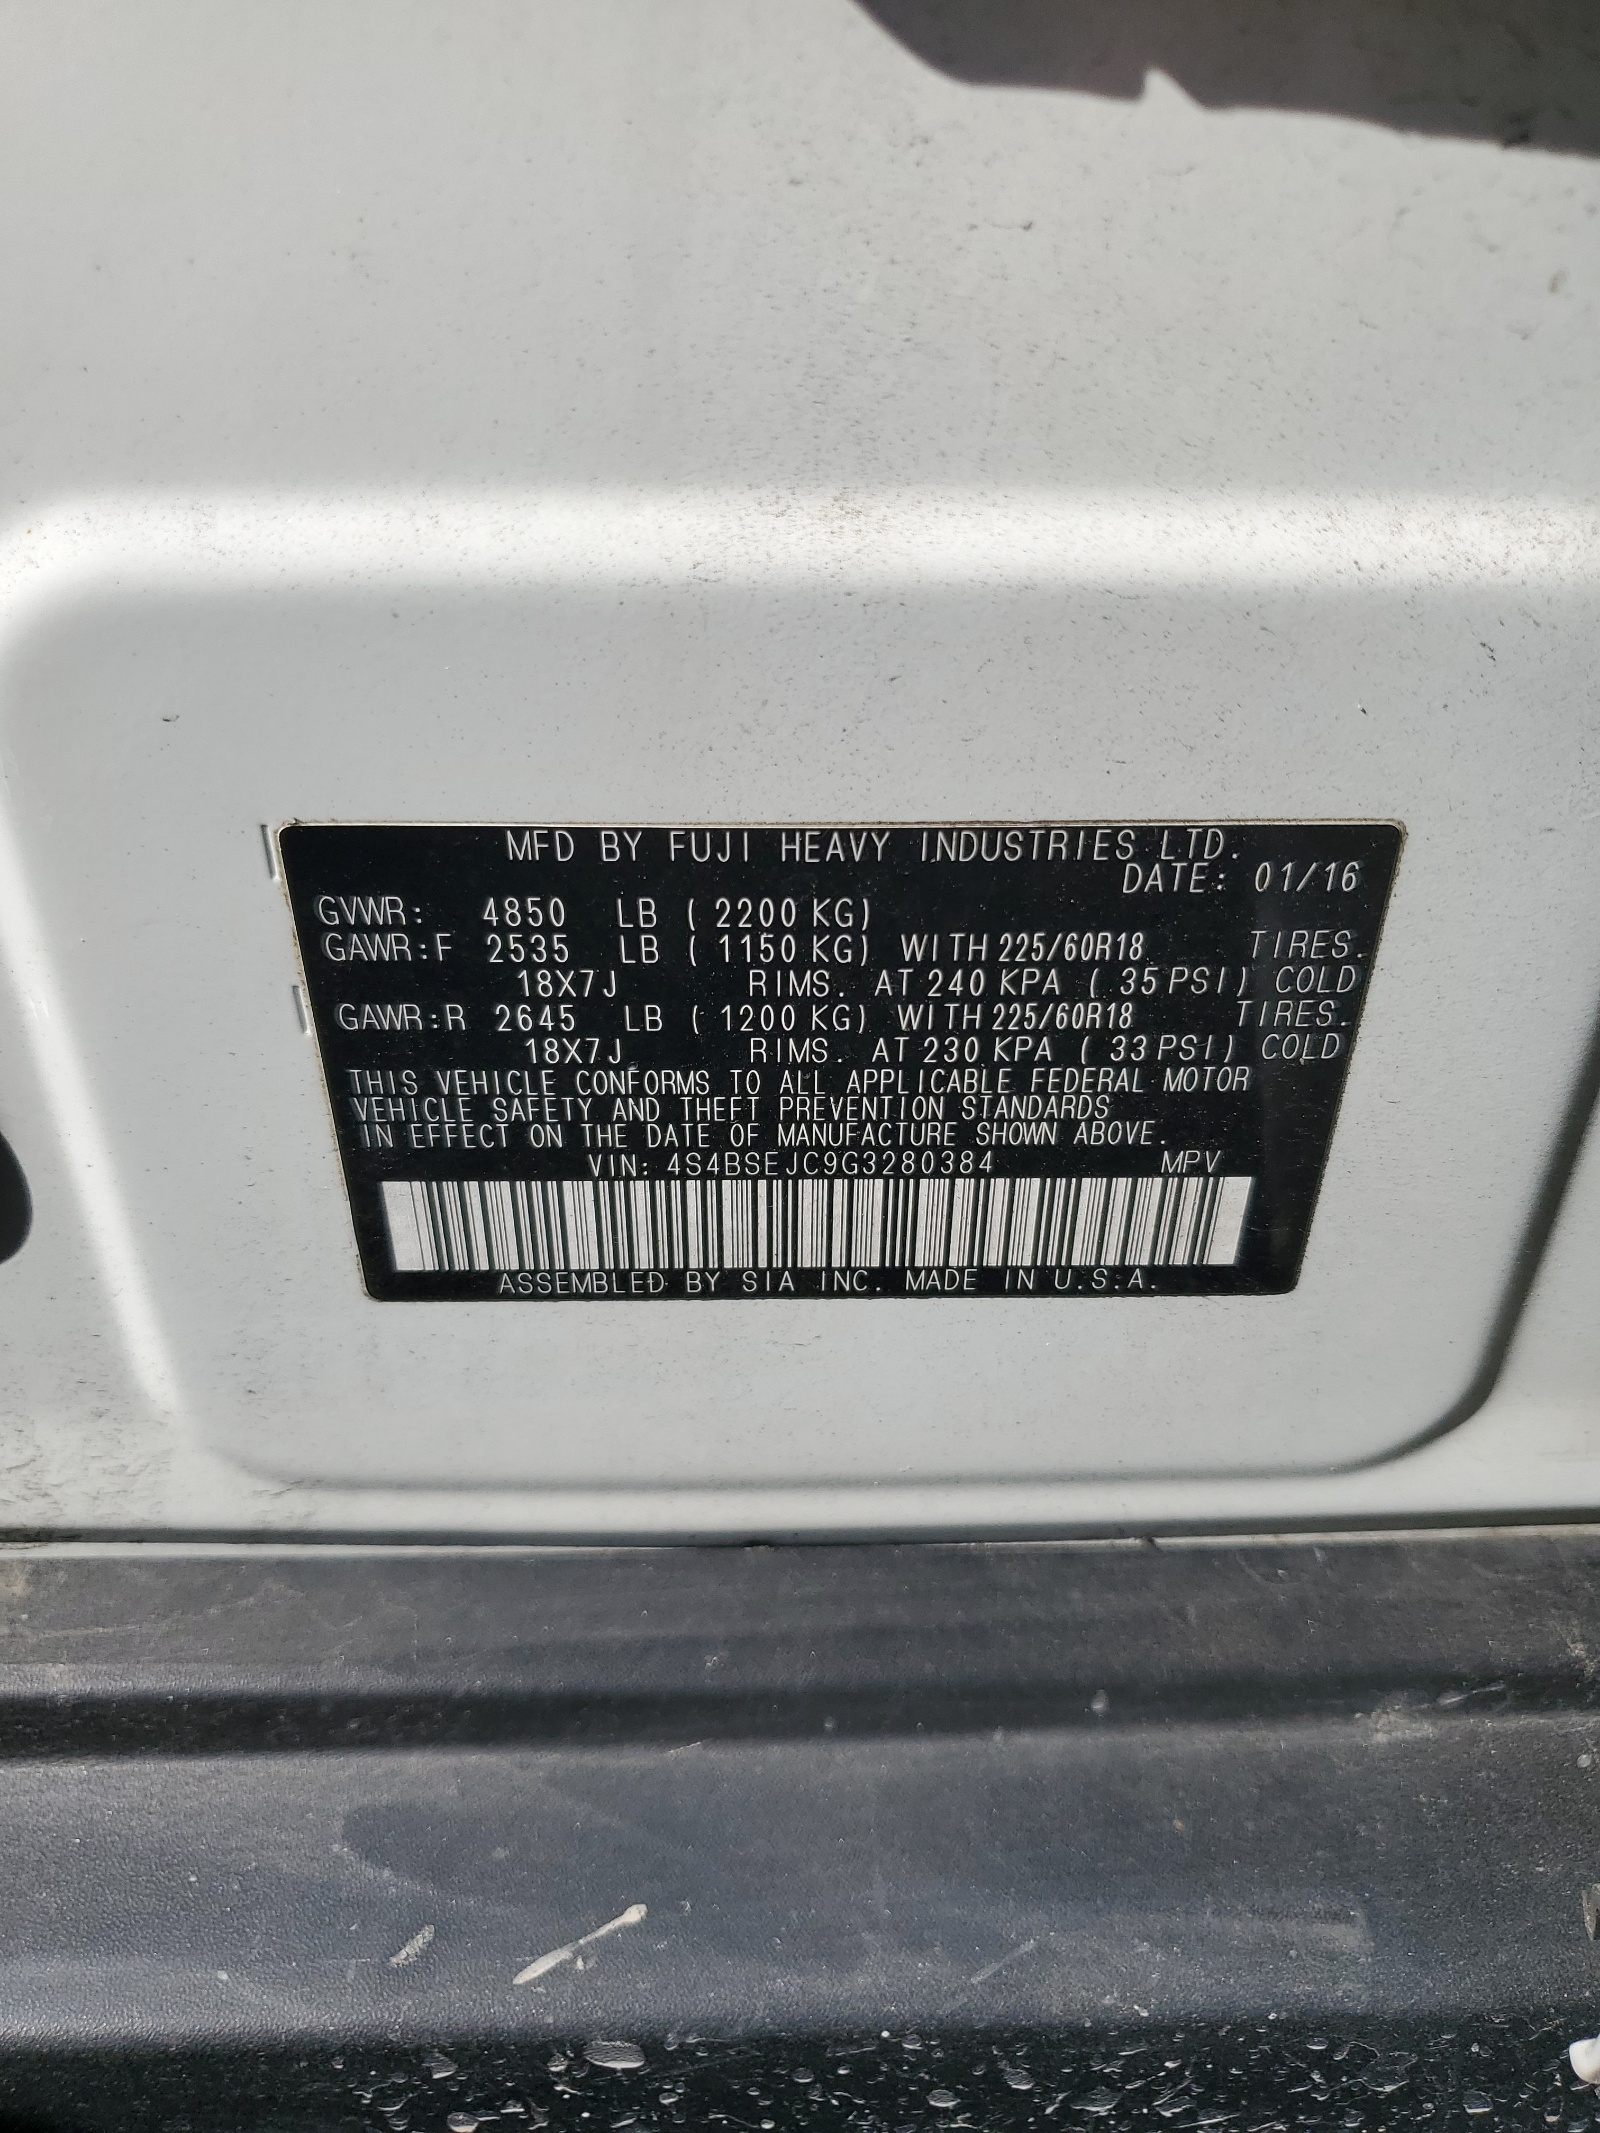 MFD BY FUJI HEAVY INDUSTRIES LTD.
DATE: 01/16
GVWR: 4850 LB ( 2200 KG)
GAWR:F 2535 LB ( 1150 KG) WITH 225/60R18 TIRES.
18X7J RIMS. AT 240 KPA ( 35 PSI) COLD
GAWR:R 2645 LB ( 1200 KG) WITH 225/60R18 TIRES.
18X7J RIMS. AT 230 KPA ( 33 PSI) COLD
THIS VEHICLE CONFORMS TO ALL APPLICABLE FEDERAL MOTOR
VEHICLE SAFETY AND THEFT PREVENTION STANDARDS
IN EFFECT ON THE DATE OF MANUFACTURE SHOWN ABOVE.
VIN: 4S4BSEJC9G3280384 MPV
ASSEMBLED BY SIA INC. MADE IN U.S.A.